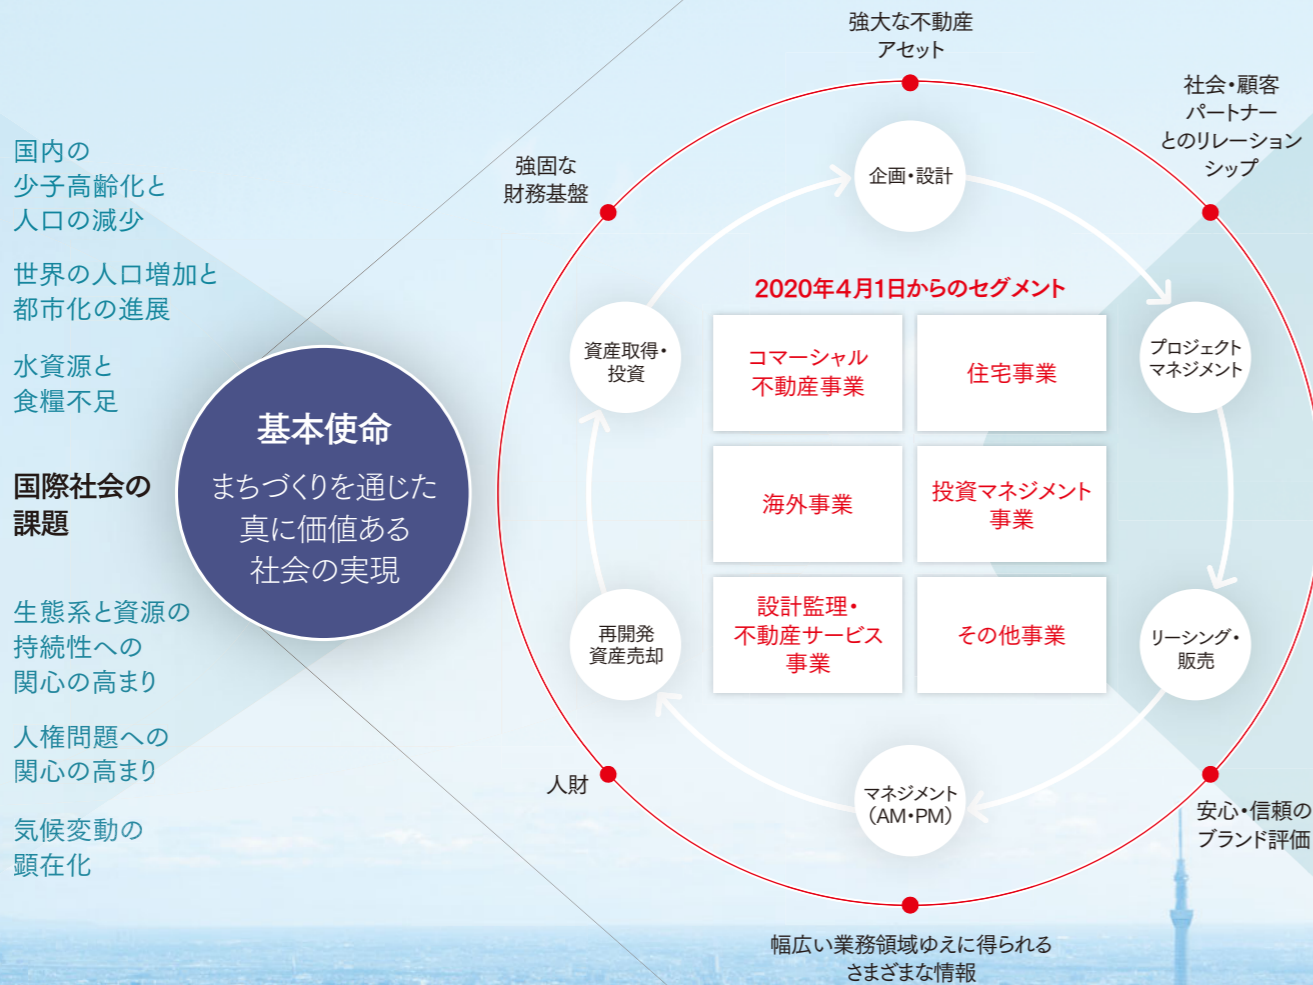 国内の
少子高齢化と
人口の減少
世界の人口増加と
都市化の進展
水資源と
食糧不足
国際社会の
課題
生態系と資源の
持続性への
関心の高まり
人権問題への
関心の高まり
気候変動の
顕在化
基本使命
まちづくりを通じた
真に価値ある
社会の実現
強大な不動産
アセット
社会・顧客
パートナー
とのリレーション
シップ
強固な
財務基盤
人財
安心・信頼の
ブランド評価
幅広い業務領域ゆえに得られる
さまざまな情報
企画・設計
プロジェクト
マネジメント
リーシング・
販売
マネジメント
（AM・PM）
再開発
資産売却
資産取得・
投資
2020年4月1日からのセグメント
コマーシャル
不動産事業
住宅事業
海外事業
投資マネジメント
事業
設計監理・
不動産サービス
事業
その他事業